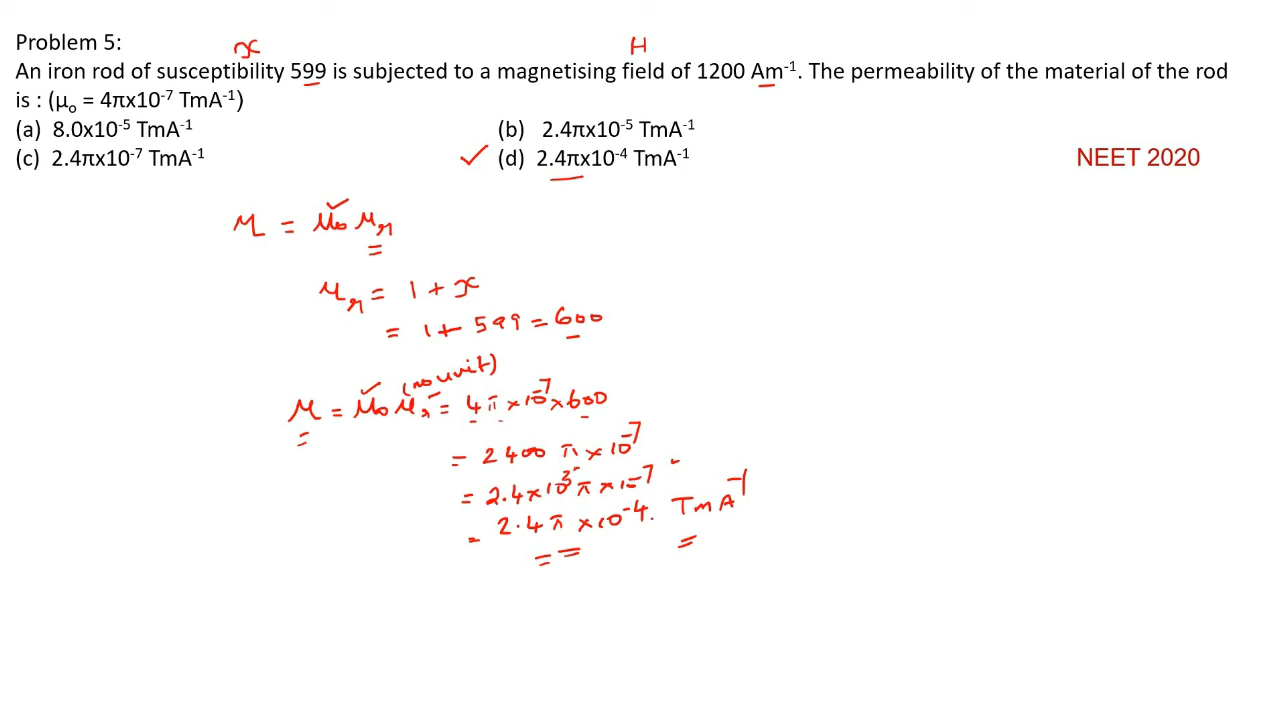 Problem 5:
x H
An iron rod of susceptibility 599 is subjected to a magnetising field of 1200 Am⁻¹. The permeability of the material of the rod
is : (μₒ = 4πx10⁻⁷ TmA⁻¹)
(a) 8.0x10⁻⁵ TmA⁻¹ (b) 2.4πx10⁻⁵ TmA⁻¹
(c) 2.4πx10⁻⁷ TmA⁻¹ ✓ (d) 2.4πx10⁻⁴ TmA⁻¹ NEET 2020
μ = μ₀ μᵣ
μᵣ = 1 + x
= 1 + 599 = 600
(no unit)
μ = μ₀ μᵣ = 4π × 10⁻⁷ × 600
= 2400 π × 10⁻⁷
= 2.4 × 10³ π × 10⁻⁷
= 2.4 π × 10⁻⁴. TmA⁻¹